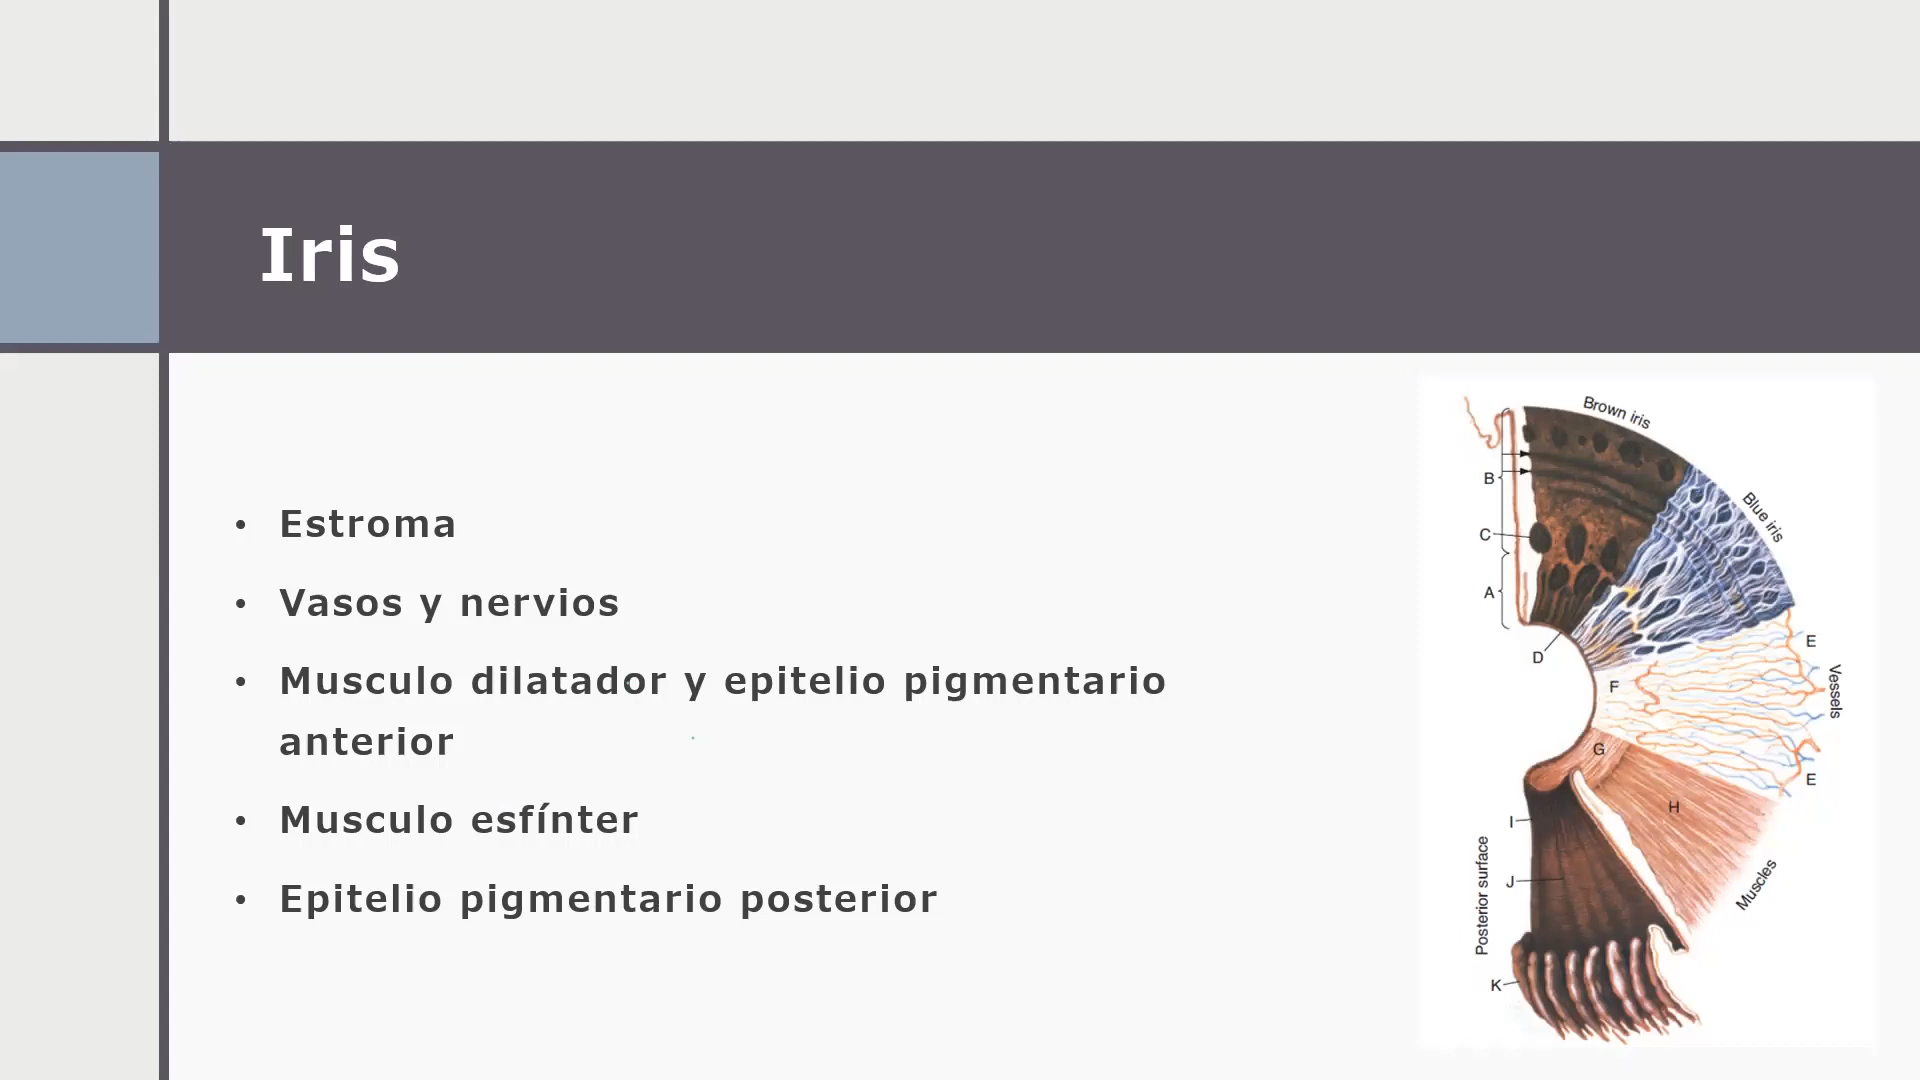 Iris
• Estroma
• Vasos y nervios
• Musculo dilatador y epitelio pigmentario
anterior
• Musculo esfínter
• Epitelio pigmentario posterior
Brown iris
Blue iris
B
C
A
D
E
F
Vessels
G
E
H
I
J
Posterior surface
Muscles
K